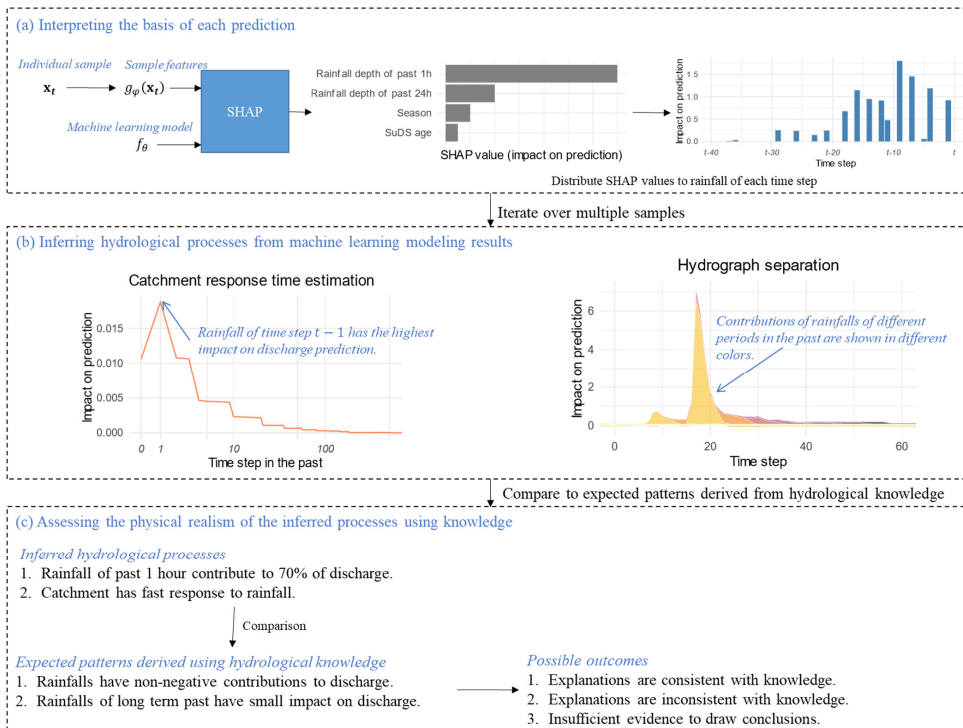 (a) Interpreting the basis of each prediction
Individual sample
Sample features
x_t
g_φ(x_t)
Machine learning model
f_θ
SHAP
Rainfall depth of past 1h
Rainfall depth of past 24h
Season
SuDS age
SHAP value (impact on prediction)
Impact on prediction
1.5
1.0
0.5
0.0
t-40
t-30
t-20
t-10
t
Time step
Distribute SHAP values to rainfall of each time step
Iterate over multiple samples
(b) Inferring hydrological processes from machine learning modeling results
Catchment response time estimation
Impact on prediction
0.015
0.010
0.005
0.000
Rainfall of time step t − 1 has the highest
impact on discharge prediction.
0
1
10
100
Time step in the past
Hydrograph separation
Impact on prediction
6
4
2
0
Contributions of rainfalls of different
periods in the past are shown in different
colors.
0
20
40
60
Time step
Compare to expected patterns derived from hydrological knowledge
(c) Assessing the physical realism of the inferred processes using knowledge
Inferred hydrological processes
1. Rainfall of past 1 hour contribute to 70% of discharge.
2. Catchment has fast response to rainfall.
Comparison
Expected patterns derived using hydrological knowledge
1. Rainfalls have non-negative contributions to discharge.
2. Rainfalls of long term past have small impact on discharge.
Possible outcomes
1. Explanations are consistent with knowledge.
2. Explanations are inconsistent with knowledge.
3. Insufficient evidence to draw conclusions.